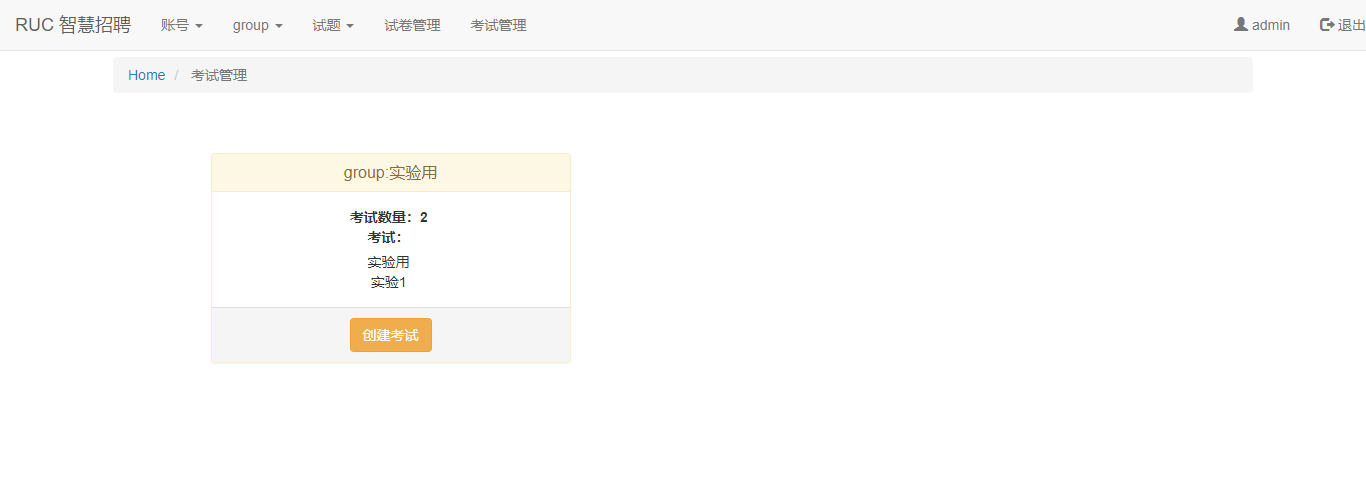 RUC 智慧招聘 账号 group 试题 试卷管理 考试管理 admin 退出
Home / 考试管理
group:实验用
考试数量：2
考试：
实验用
实验1
创建考试